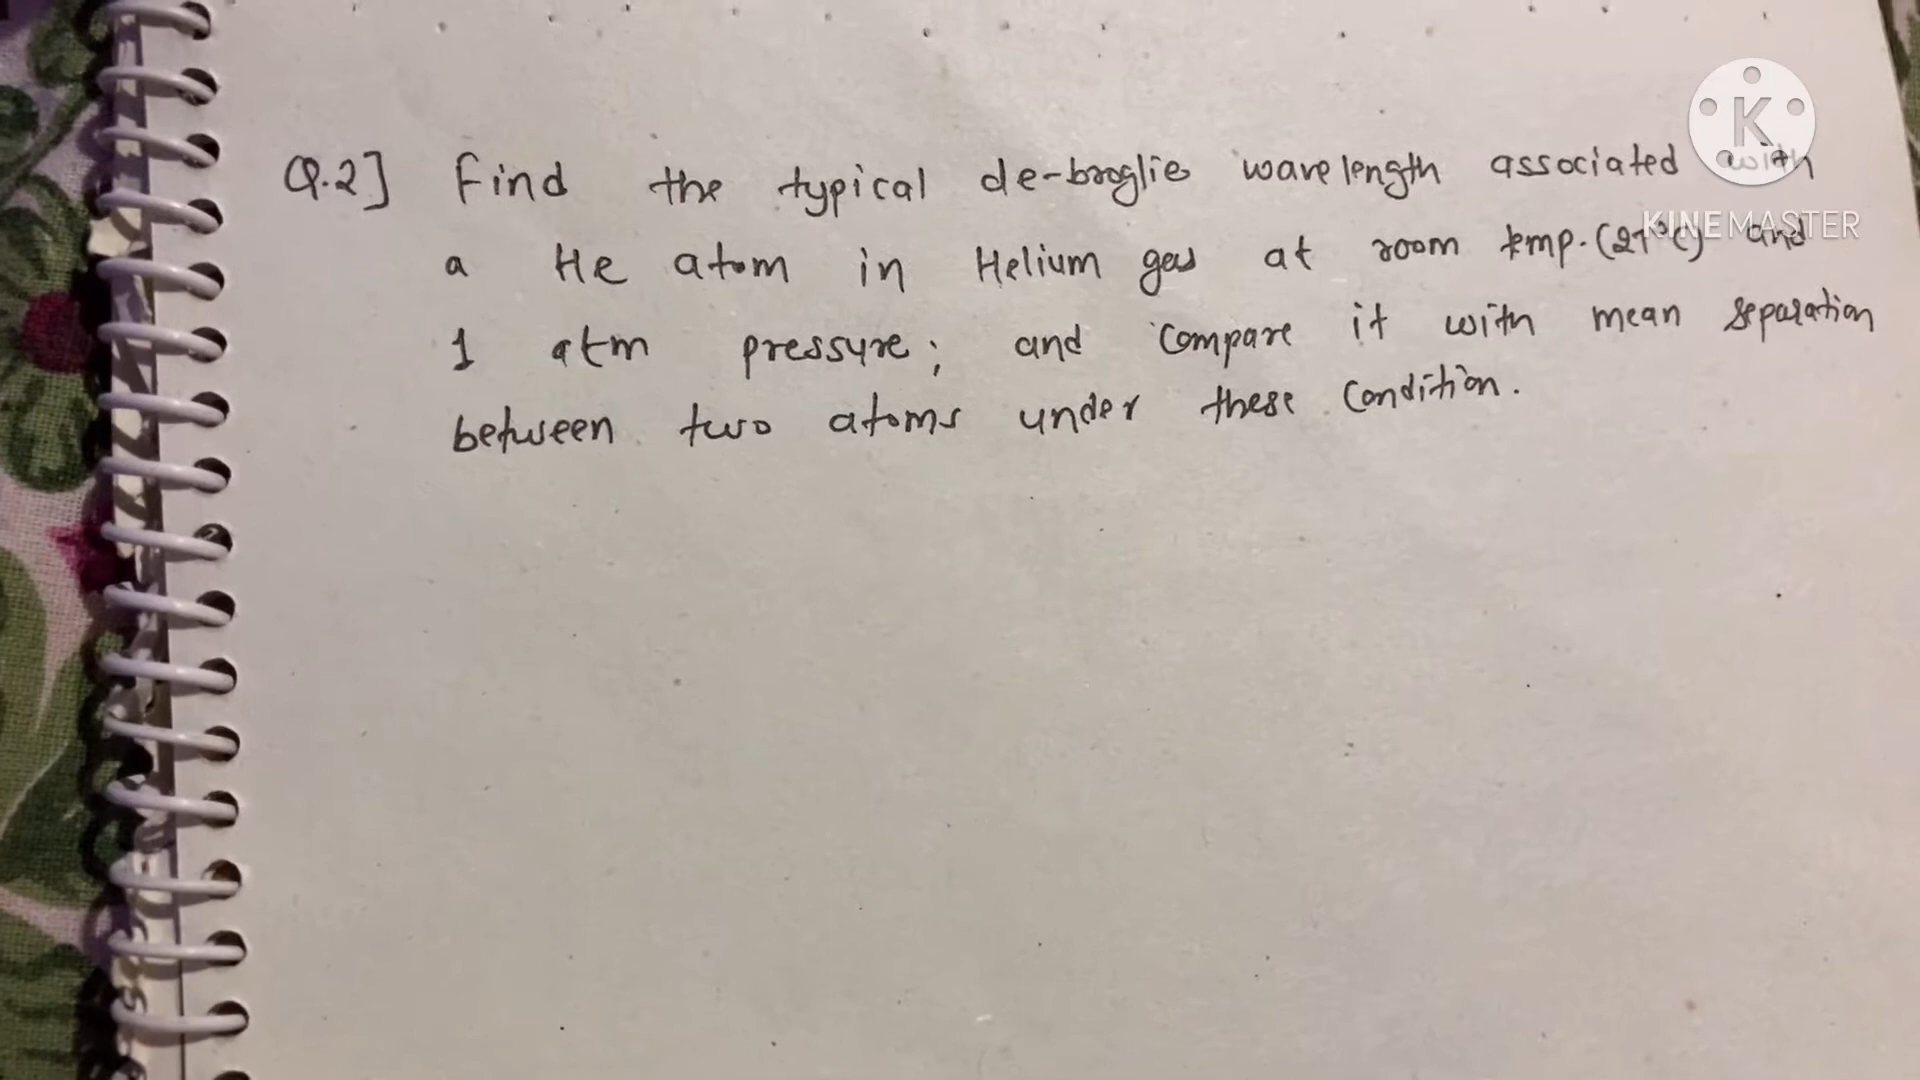 Q.2] Find the typical de-broglie wavelength associated with
a He atom in Helium gas at room temp. (27°C) and
1 atm pressure; and compare it with mean separation
between two atoms under these condition.
K
KINEMASTER